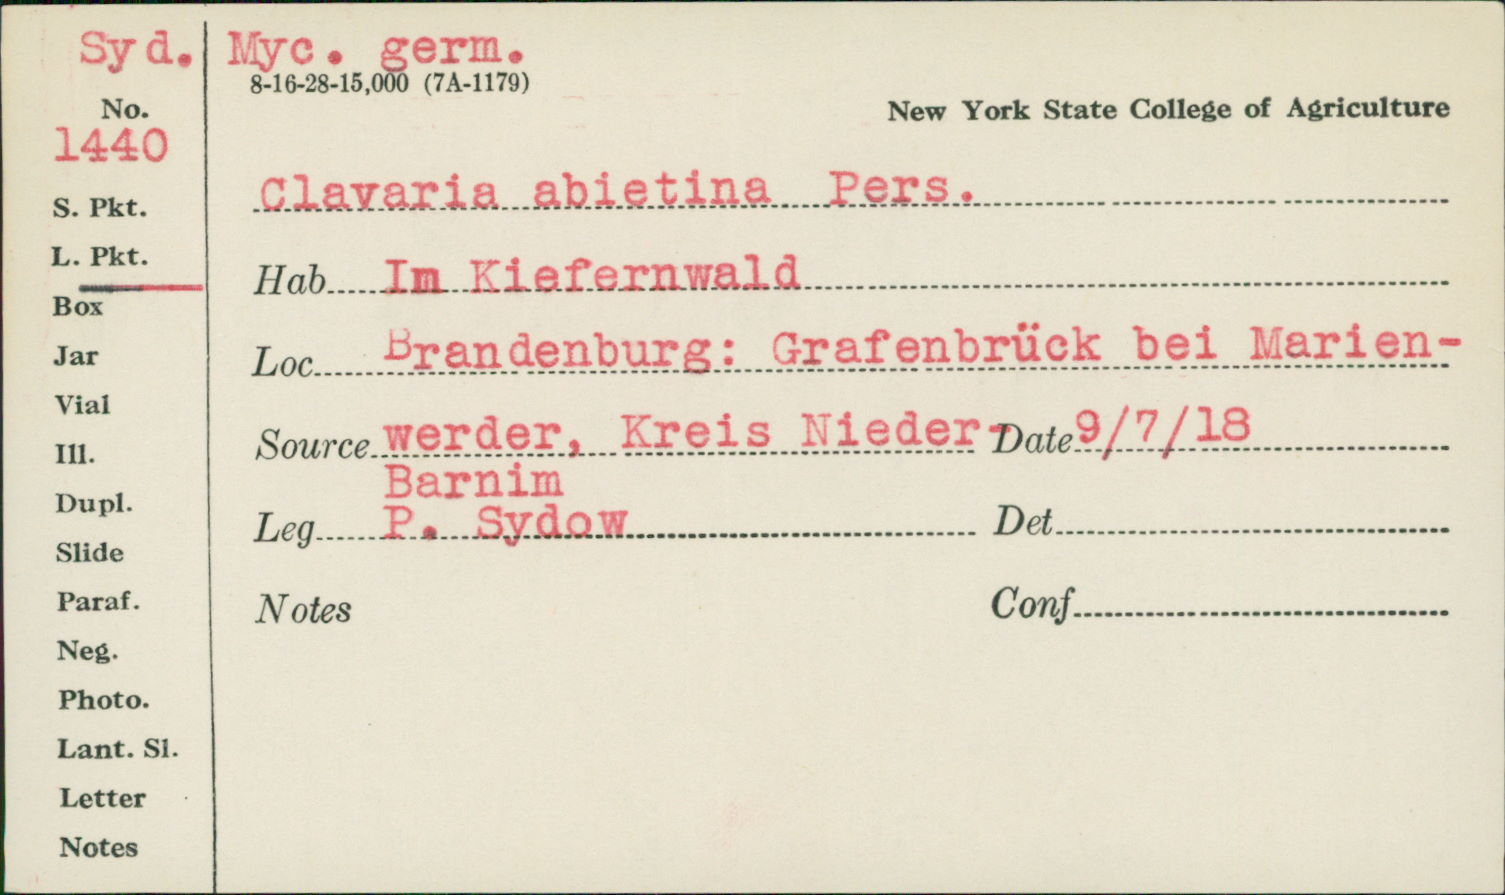 Syd. Myc. germ.
8-16-28-15,000 (7A-1179)
New York State College of Agriculture
No.
1440
S. Pkt.
L. Pkt.
Box
Jar
Vial
Ill.
Dupl.
Slide
Paraf.
Neg.
Photo.
Lant. Sl.
Letter
Notes
Clavaria abietina Pers.
Hab Im Kiefernwald
Loc Brandenburg: Grafenbrück bei Marien-
Source werder, Kreis Nieder- Date 9/7/18
Barnim
Leg P. Sydow Det
Notes Conf